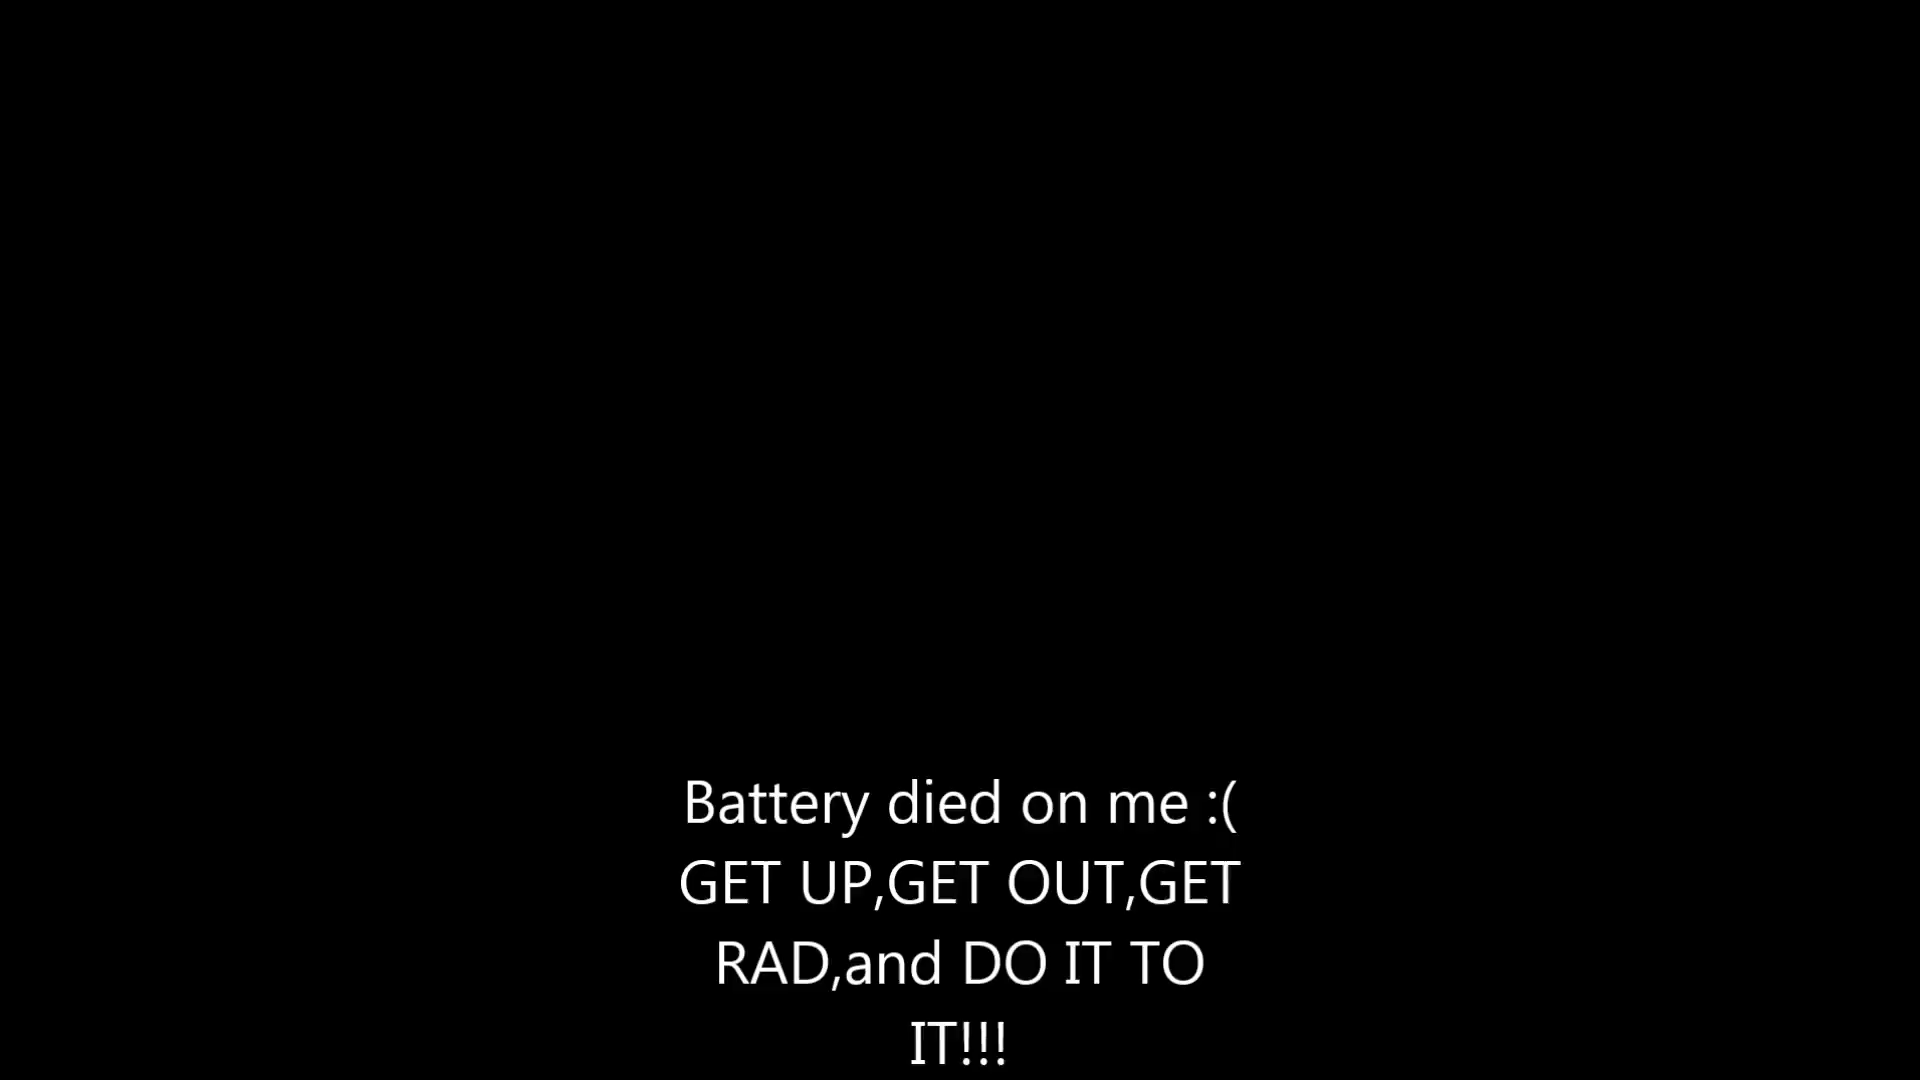 Battery died on me :(
GET UP,GET OUT,GET
RAD,and DO IT TO
IT!!!